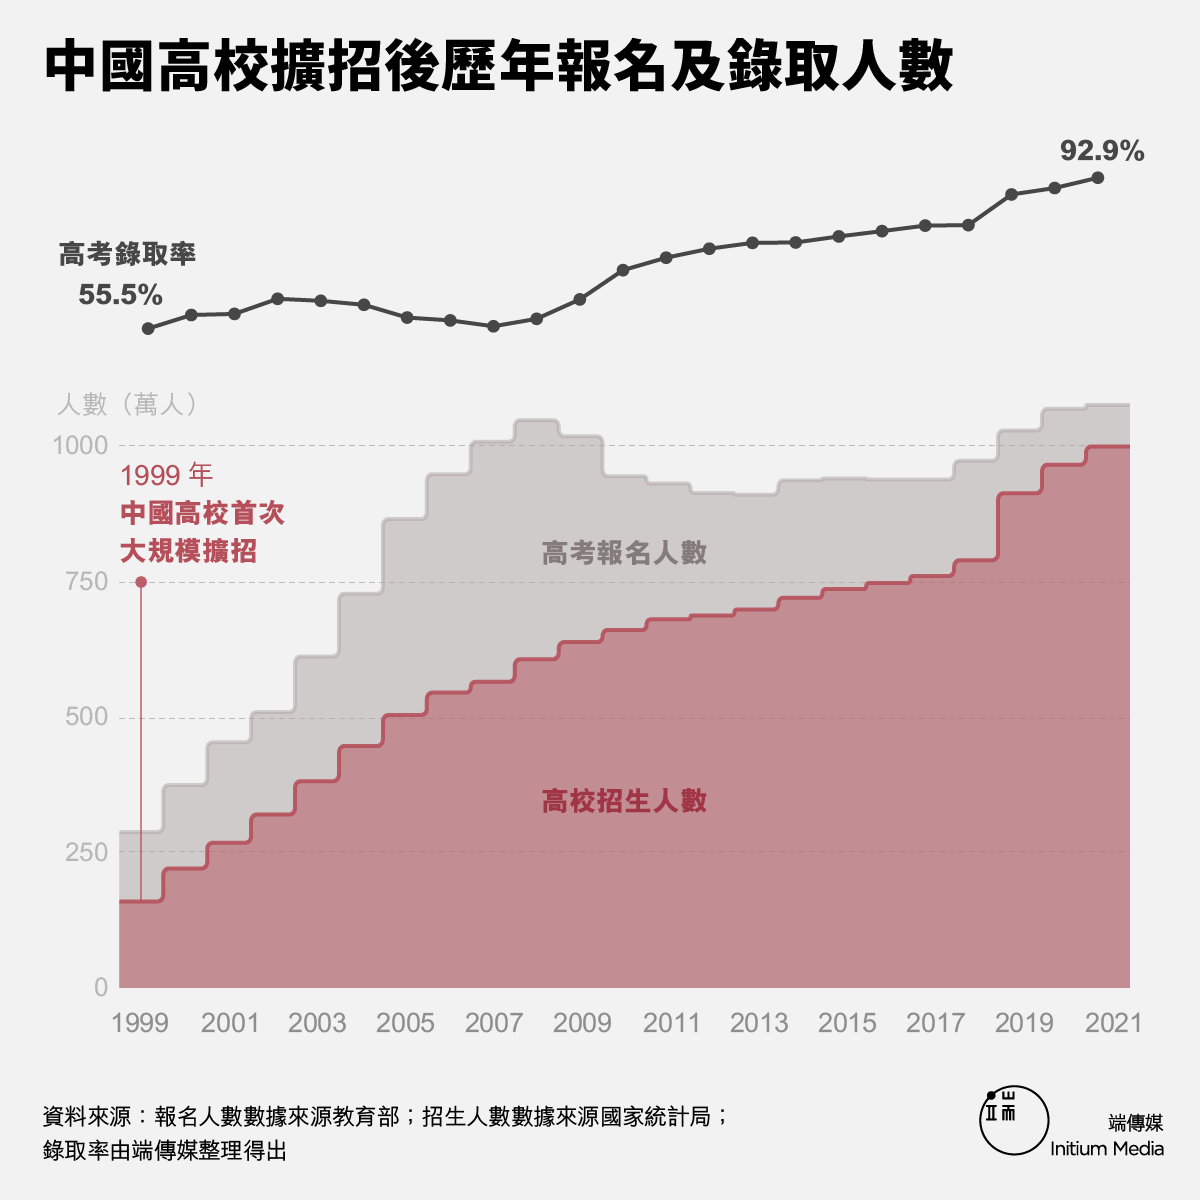 中國高校擴招後歷年報名及錄取人數
92.9%
高考錄取率
55.5%
人數（萬人）
1000
1999 年
中國高校首次
大規模擴招
高考報名人數
750
500
高校招生人數
250
0
1999 2001 2003 2005 2007 2009 2011 2013 2015 2017 2019 2021
資料來源：報名人數數據來源教育部；招生人數數據來源國家統計局；
錄取率由端傳媒整理得出
端
端傳媒
Initium Media